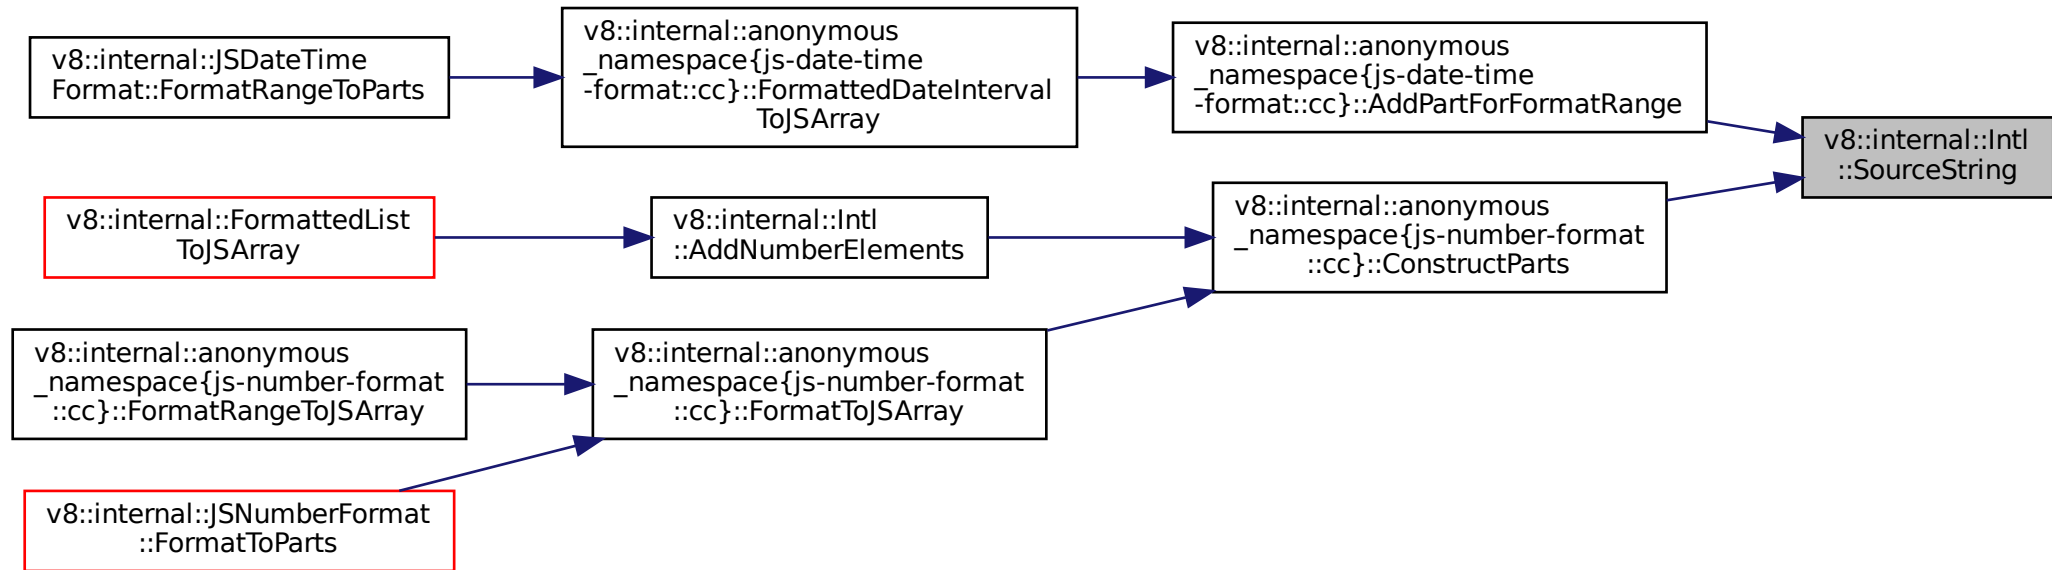 v8::internal::JSDateTime
Format::FormatRangeToParts
v8::internal::anonymous
_namespace{js-date-time
-format::cc}::FormattedDateInterval
ToJSArray
v8::internal::anonymous
_namespace{js-date-time
-format::cc}::AddPartForFormatRange
v8::internal::Intl
::SourceString
v8::internal::FormattedList
ToJSArray
v8::internal::Intl
::AddNumberElements
v8::internal::anonymous
_namespace{js-number-format
::cc}::ConstructParts
v8::internal::anonymous
_namespace{js-number-format
::cc}::FormatRangeToJSArray
v8::internal::anonymous
_namespace{js-number-format
::cc}::FormatToJSArray
v8::internal::JSNumberFormat
::FormatToParts